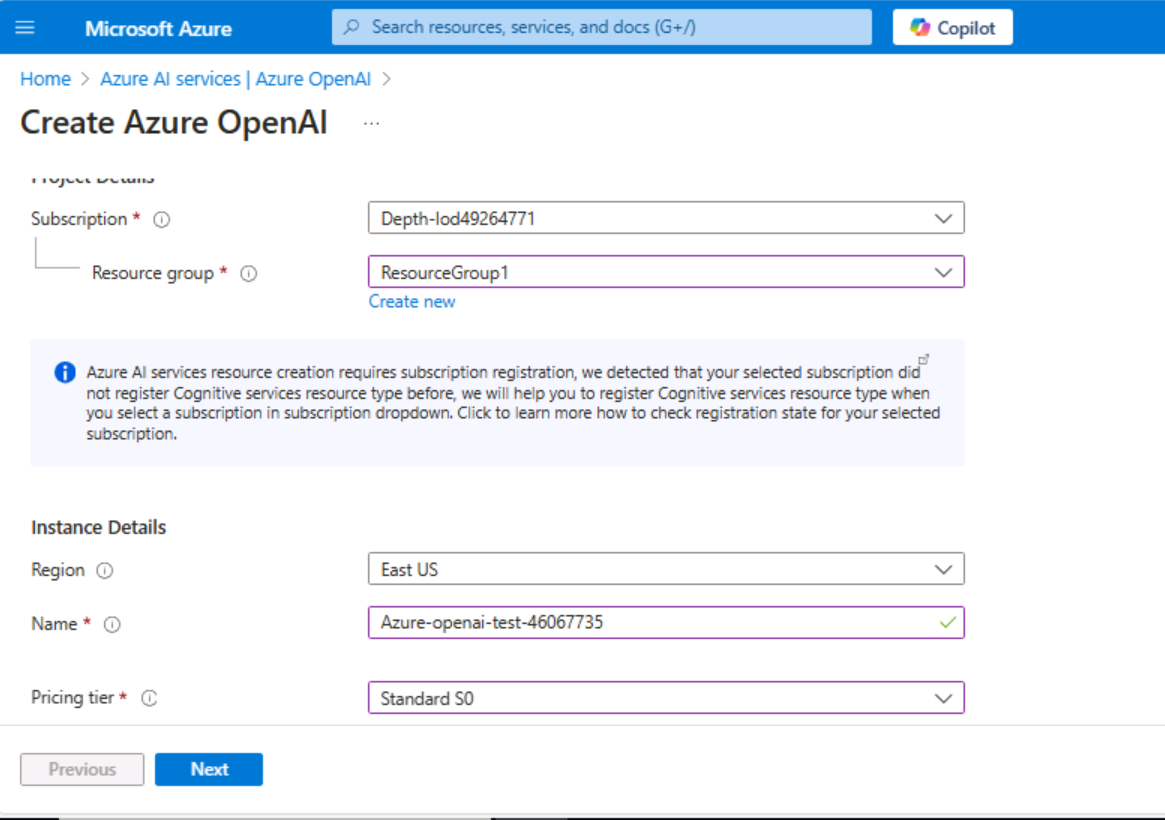 Microsoft Azure
Search resources, services, and docs (G+/)
Copilot
Home > Azure AI services | Azure OpenAI >
Create Azure OpenAI ...
Project Details
Subscription *
Depth-lod49264771
Resource group *
ResourceGroup1
Create new
Azure AI services resource creation requires subscription registration, we detected that your selected subscription did
not register Cognitive services resource type before, we will help you to register Cognitive services resource type when
you select a subscription in subscription dropdown. Click to learn more how to check registration state for your selected
subscription.
Instance Details
Region
East US
Name *
Azure-openai-test-46067735
Pricing tier *
Standard S0
Previous
Next